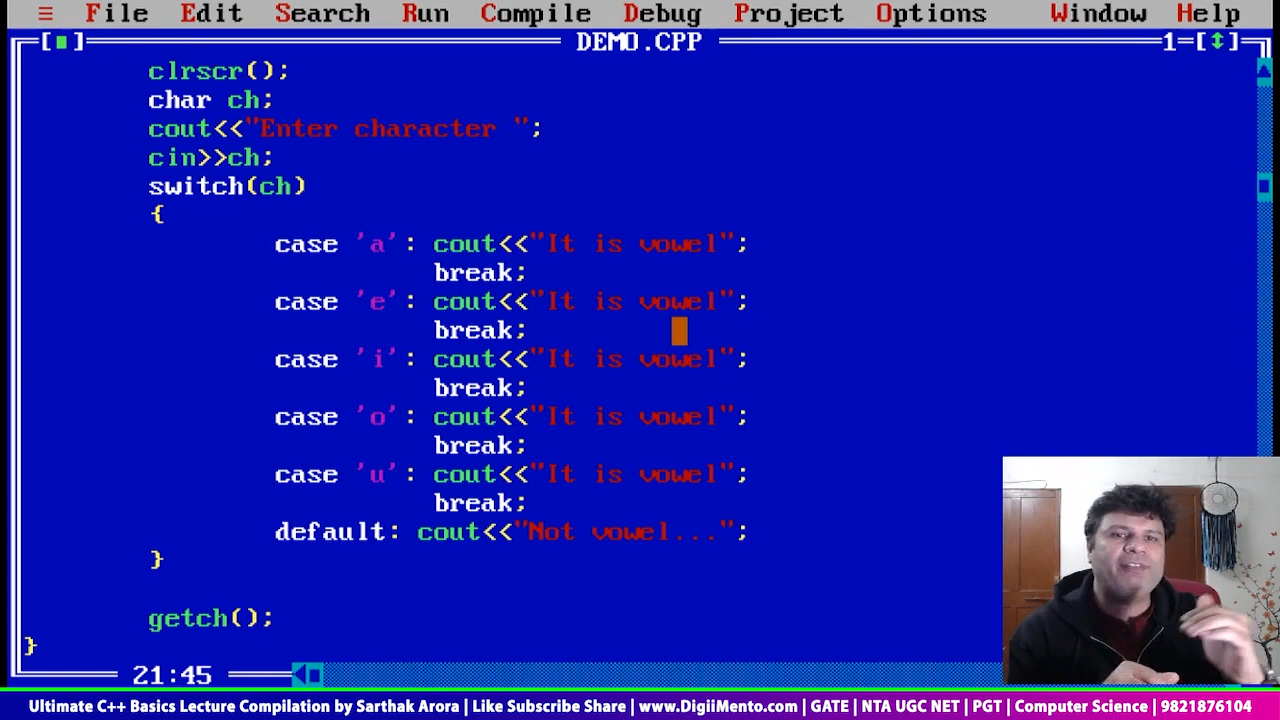 ≡ File Edit Search Run Compile Debug Project Options Window Help
[■] DEMO.CPP 1=[↕]
clrscr();
char ch;
cout<<"Enter character ";
cin>>ch;
switch(ch)
{
case 'a': cout<<"It is vowel";
break;
case 'e': cout<<"It is vowel";
break;
case 'i': cout<<"It is vowel";
break;
case 'o': cout<<"It is vowel";
break;
case 'u': cout<<"It is vowel";
break;
default: cout<<"Not vowel...";
}
getch();
}
21:45
Ultimate C++ Basics Lecture Compilation by Sarthak Arora | Like Subscribe Share | www.DigiiMento.com | GATE | NTA UGC NET | PGT | Computer Science | 9821876104